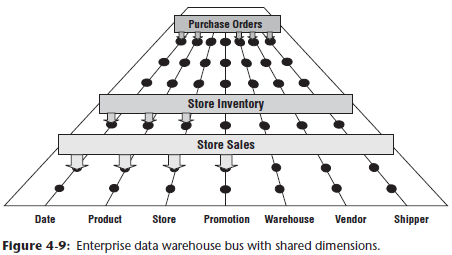 Purchase Orders
Store Inventory
Store Sales
Date Product Store Promotion Warehouse Vendor Shipper
Figure 4-9: Enterprise data warehouse bus with shared dimensions.